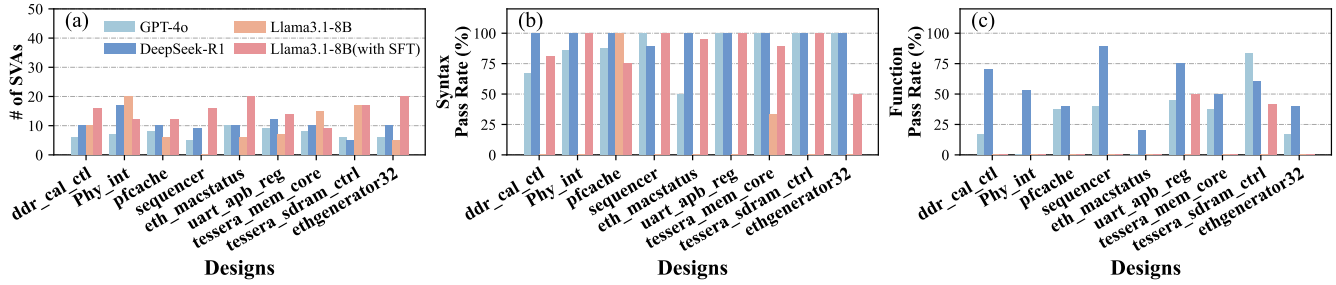 (a)
GPT-4o
DeepSeek-R1
Llama3.1-8B
Llama3.1-8B(with SFT)
# of SVAs
50
40
30
20
10
0
ddr_cal_ctl
Phy_int
pfcache
sequencer
eth_macstatus
uart_apb_reg
tessera_mem_core
tessera_sdram_ctrl
ethgenerator32
Designs
(b)
Syntax
Pass Rate (%)
100
75
50
25
0
ddr_cal_ctl
Phy_int
pfcache
sequencer
eth_macstatus
uart_apb_reg
tessera_mem_core
tessera_sdram_ctrl
ethgenerator32
Designs
(c)
Function
Pass Rate (%)
100
75
50
25
0
ddr_cal_ctl
Phy_int
pfcache
sequencer
eth_macstatus
uart_apb_reg
tessera_mem_core
tessera_sdram_ctrl
ethgenerator32
Designs